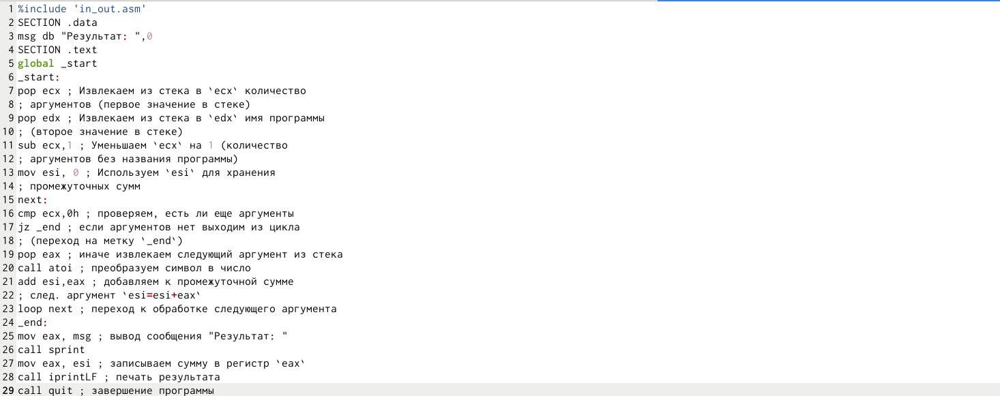 1 %include 'in_out.asm'
2 SECTION .data
3 msg db "Результат: ",0
4 SECTION .text
5 global _start
6 _start:
7 pop ecx ; Извлекаем из стека в `ecx` количество
8 ; аргументов (первое значение в стеке)
9 pop edx ; Извлекаем из стека в `edx` имя программы
10 ; (второе значение в стеке)
11 sub ecx,1 ; Уменьшаем `ecx` на 1 (количество
12 ; аргументов без названия программы)
13 mov esi, 0 ; Используем `esi` для хранения
14 ; промежуточных сумм
15 next:
16 cmp ecx,0h ; проверяем, есть ли еще аргументы
17 jz _end ; если аргументов нет выходим из цикла
18 ; (переход на метку `_end`)
19 pop eax ; иначе извлекаем следующий аргумент из стека
20 call atoi ; преобразуем символ в число
21 add esi,eax ; добавляем к промежуточной сумме
22 ; след. аргумент `esi=esi+eax`
23 loop next ; переход к обработке следующего аргумента
24 _end:
25 mov eax, msg ; вывод сообщения "Результат: "
26 call sprint
27 mov eax, esi ; записываем сумму в регистр `eax`
28 call iprintLF ; печать результата
29 call quit ; завершение программы